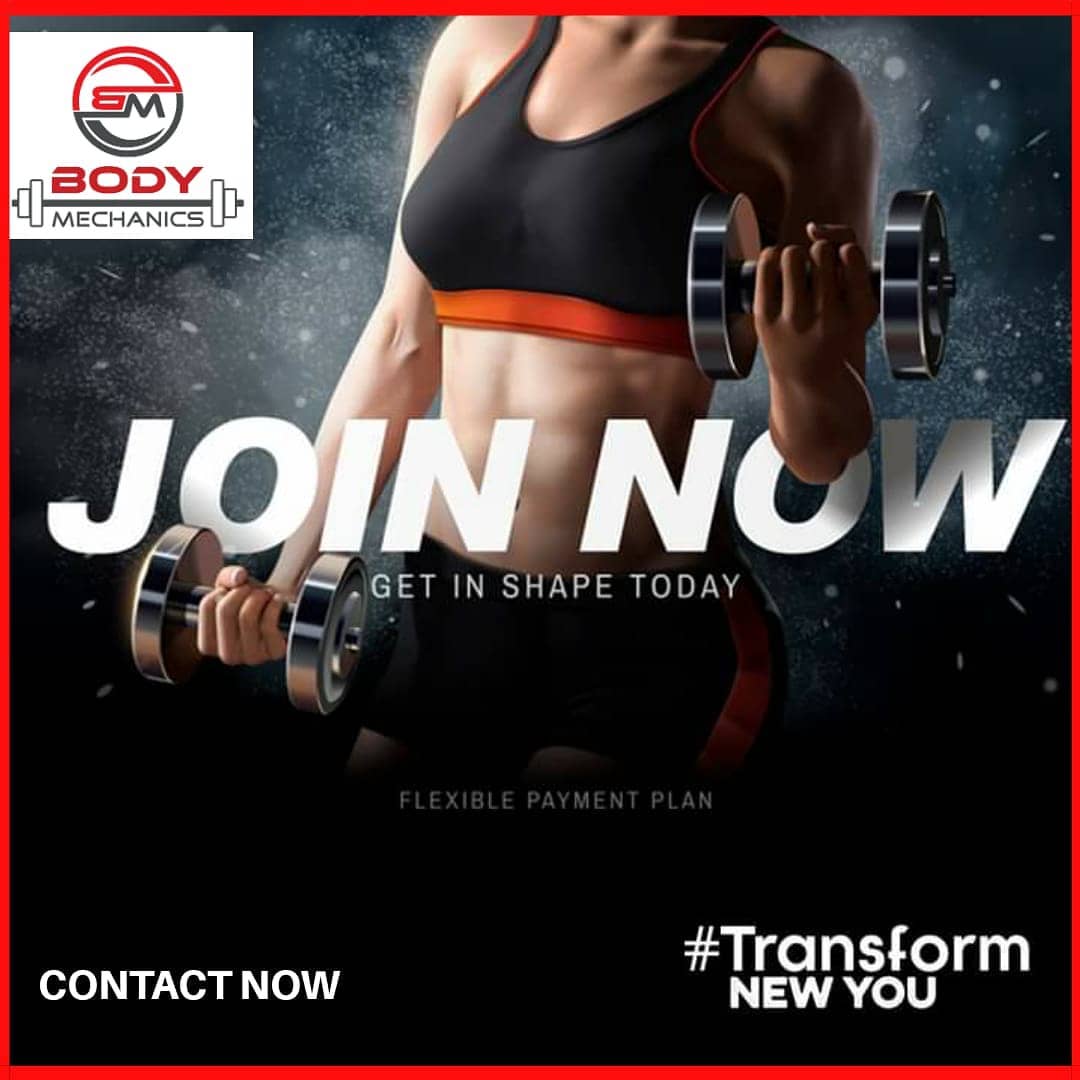 BM
BODY
MECHANICS
JOIN NOW
GET IN SHAPE TODAY
FLEXIBLE PAYMENT PLAN
CONTACT NOW
#Transform
NEW YOU